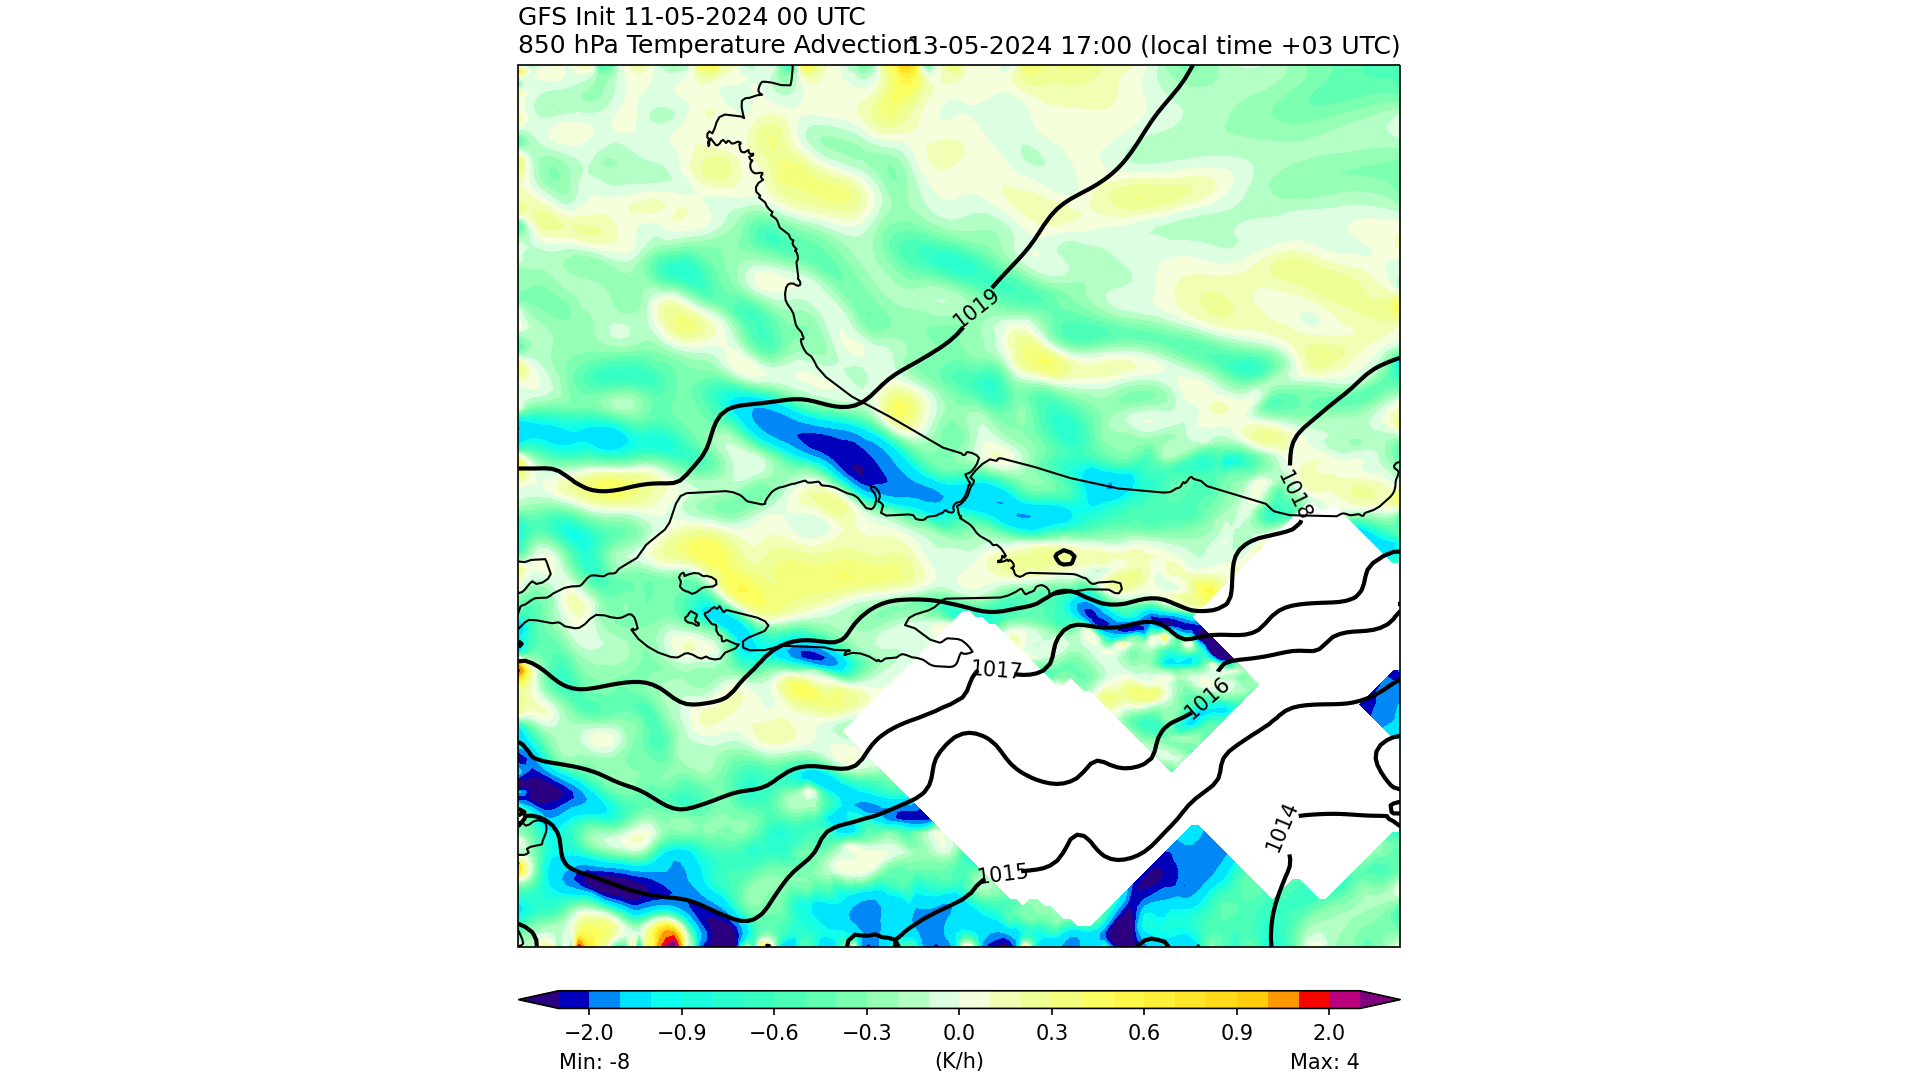 GFS Init 11-05-2024 00 UTC
850 hPa Temperature Advection 13-05-2024 17:00 (local time +03 UTC)
1019
1018
1017
1016
1015
1014
−2.0 −0.9 −0.6 −0.3 0.0 0.3 0.6 0.9 2.0
Min: -8 (K/h) Max: 4